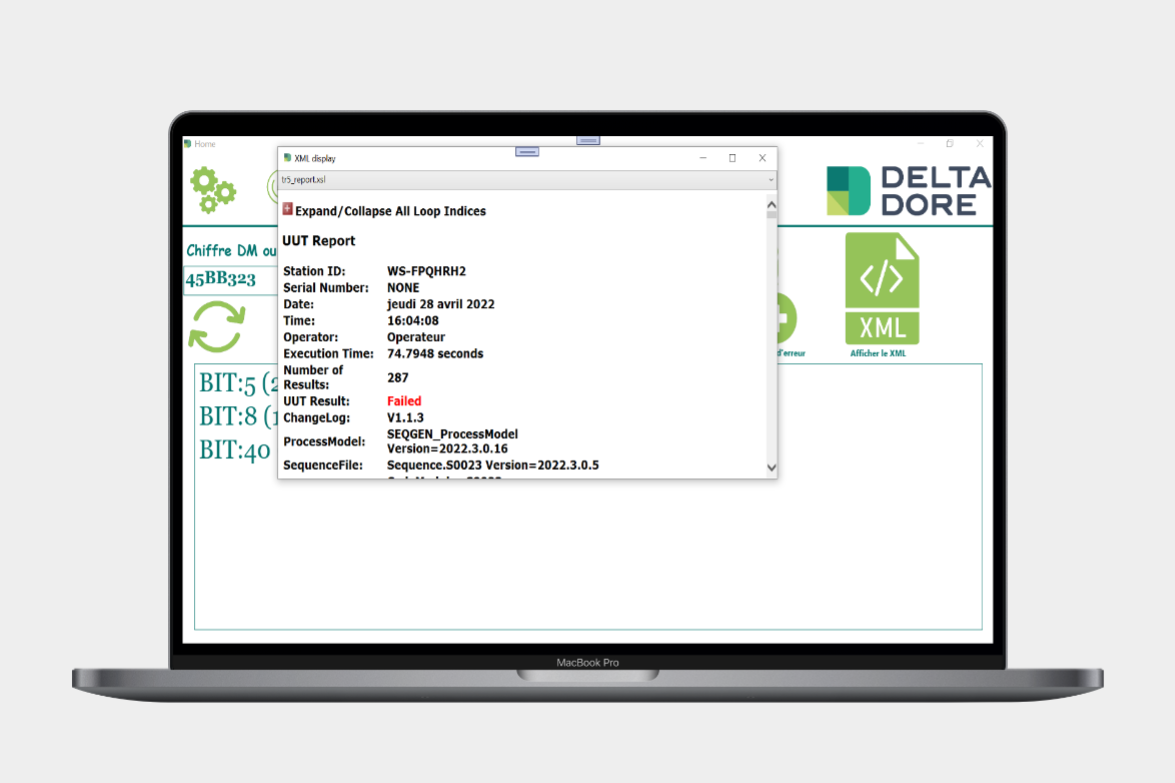 Home
XML display
tr5_report.xsl
Expand/Collapse All Loop Indices
UUT Report
Station ID: WS-FPQHRH2
Serial Number: NONE
Date: jeudi 28 avril 2022
Time: 16:04:08
Operator: Operateur
Execution Time: 74.7948 seconds
Number of
Results: 287
UUT Result: Failed
ChangeLog: V1.1.3
ProcessModel: SEQGEN_ProcessModel
Version=2022.3.0.16
SequenceFile: Sequence.S0023 Version=2022.3.0.5
DELTA
DORE
Chiffre DM ou
45BB323
XML
d'erreur
Afficher le XML
BIT:5 (2
BIT:8 (1
BIT:40
MacBook Pro